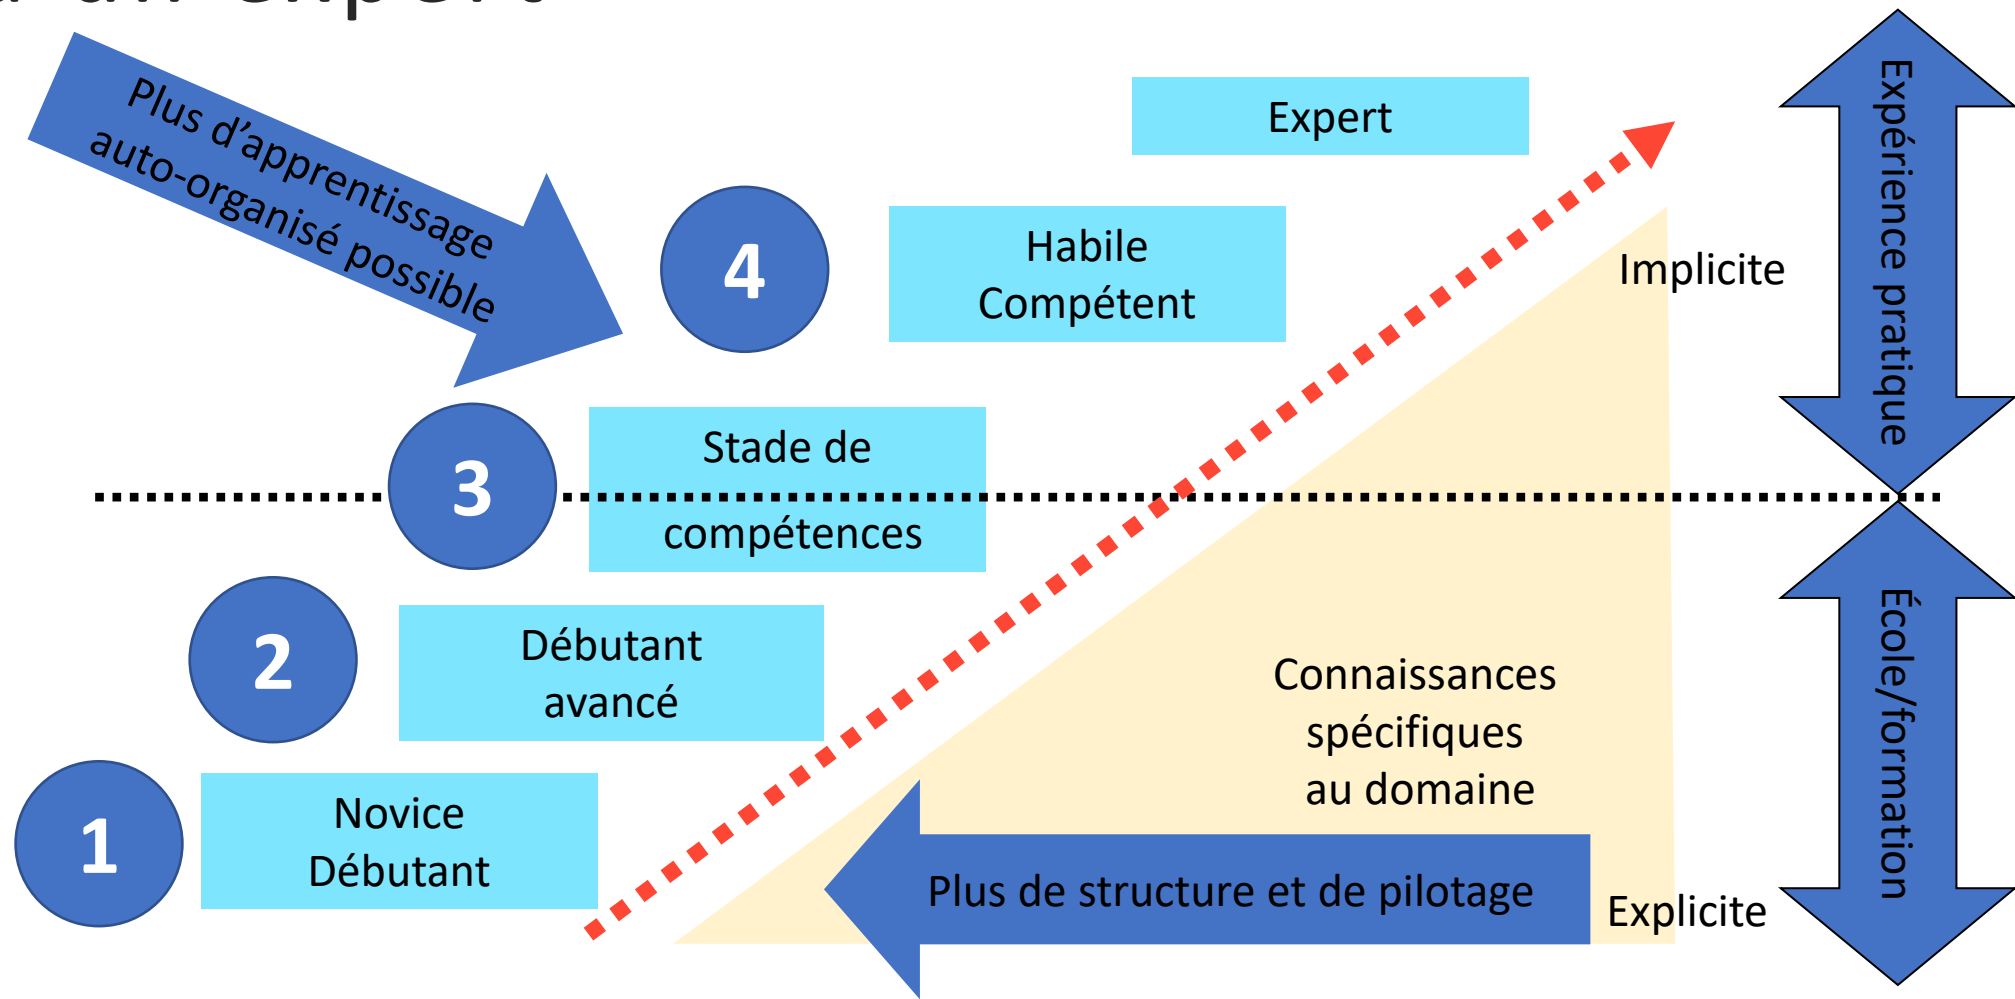 Plus d’apprentissage
auto-organisé possible
Expert
4
Habile
Compétent
Implicite
Expérience pratique
3
Stade de
compétences
2
Débutant
avancé
Connaissances
spécifiques
au domaine
École/formation
1
Novice
Débutant
Plus de structure et de pilotage
Explicite